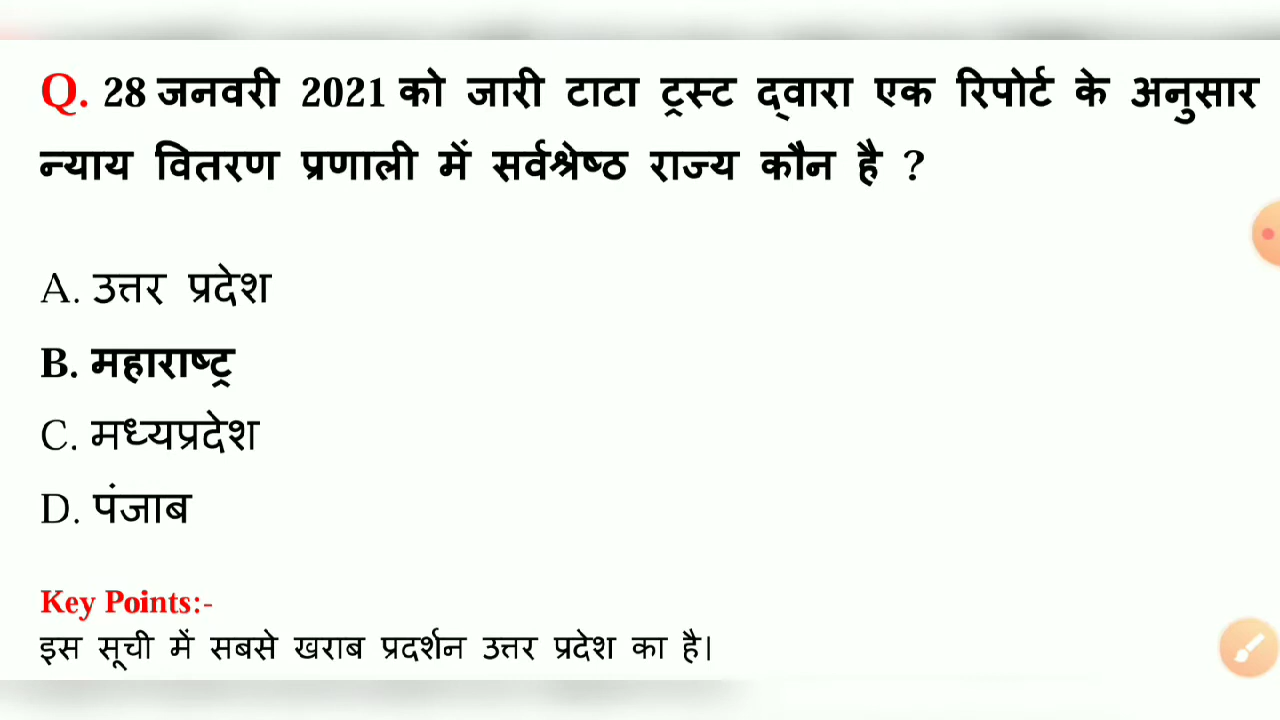 Q. 28 जनवरी 2021 को जारी टाटा ट्रस्ट द्वारा एक रिपोर्ट के अनुसार
न्याय वितरण प्रणाली में सर्वश्रेष्ठ राज्य कौन है ?
A. उत्तर प्रदेश
B. महाराष्ट्र
C. मध्यप्रदेश
D. पंजाब
Key Points:-
इस सूची में सबसे खराब प्रदर्शन उत्तर प्रदेश का है।